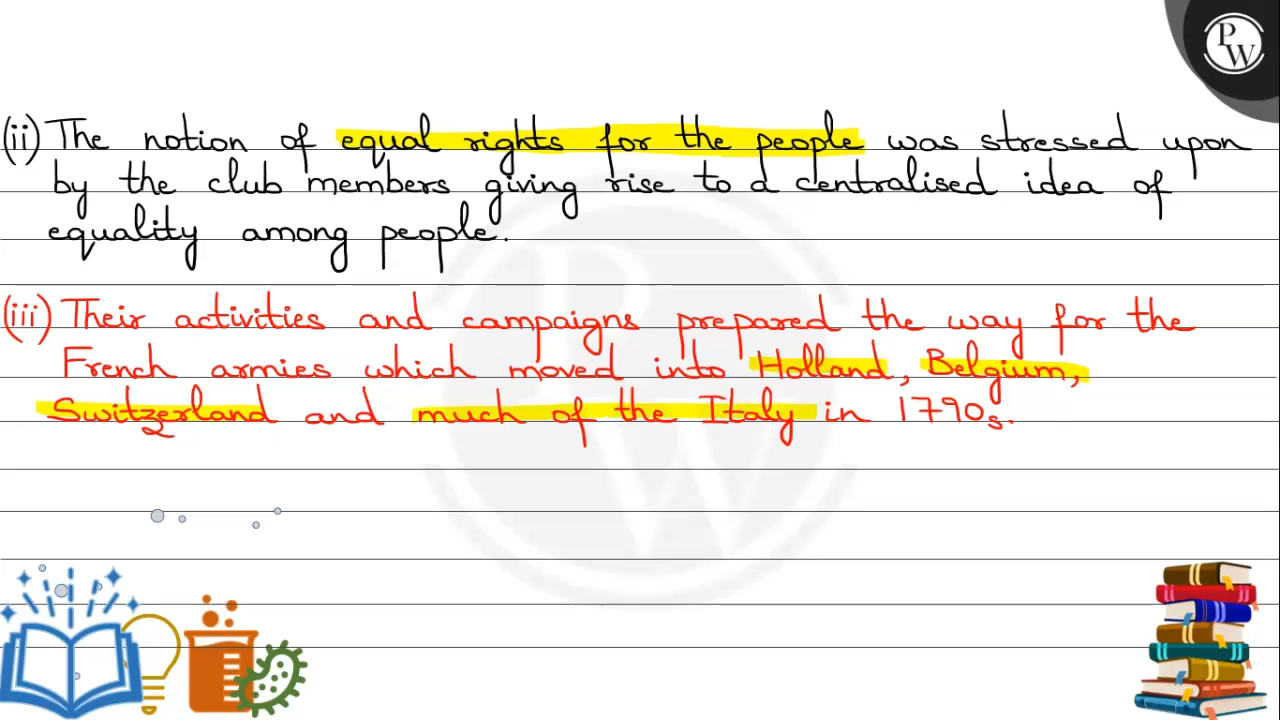 PW
(ii) The notion of equal rights for the people was stressed upon
by the club members giving rise to a centralised idea of
equality among people.
(iii) Their activities and campaigns prepared the way for the
French armies which moved into Holland, Belgium,
Switzerland and much of the Italy in 1790s.
PW